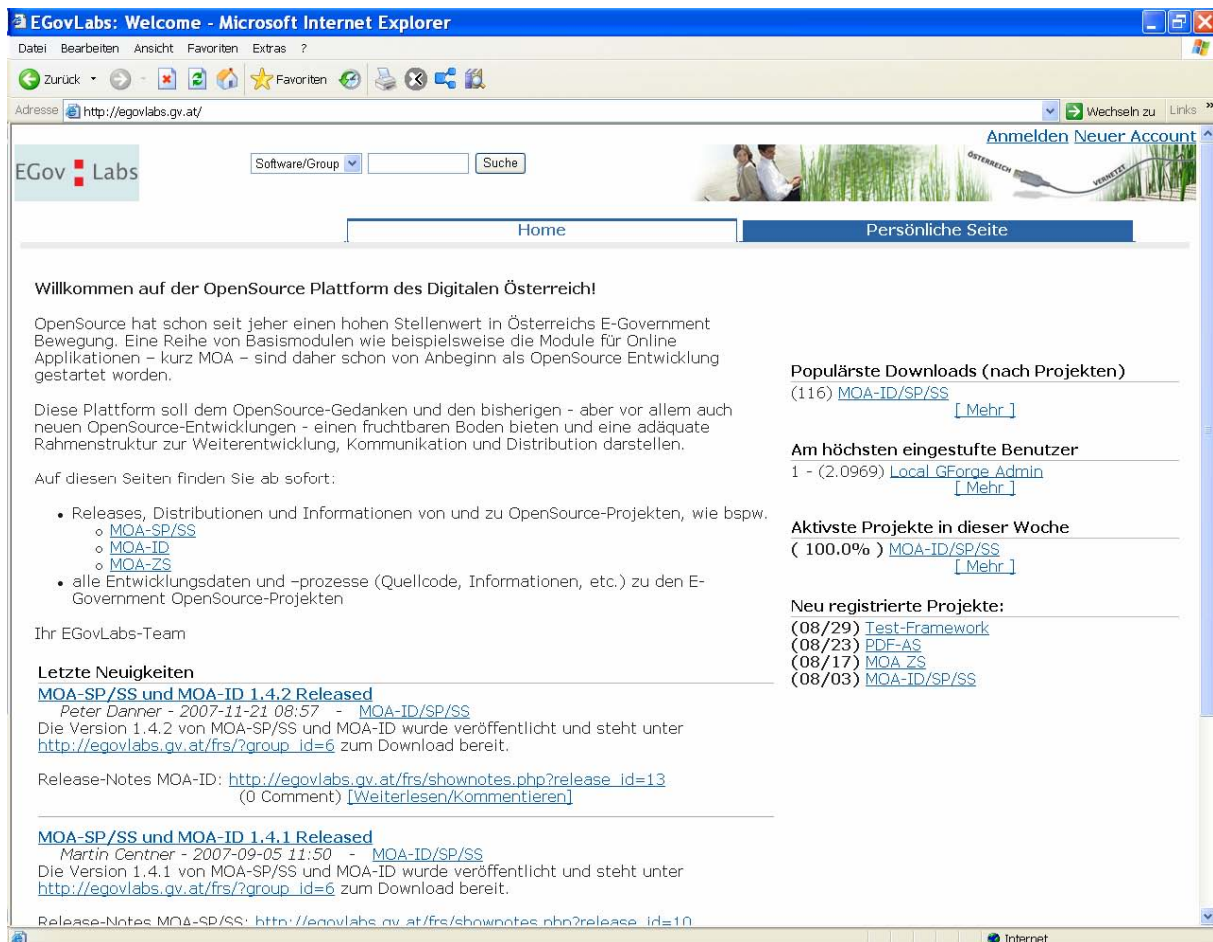 EGovLabs: Welcome - Microsoft Internet Explorer
Datei Bearbeiten Ansicht Favoriten Extras ?
Zurück Favoriten
Adresse http://egovlabs.gv.at/ Wechseln zu Links »
Anmelden Neuer Account
EGov Labs
Software/Group Suche
ÖSTERREICH VERNETZT
Home Persönliche Seite
Willkommen auf der OpenSource Plattform des Digitalen Österreich!
OpenSource hat schon seit jeher einen hohen Stellenwert in Österreichs E-Government
Bewegung. Eine Reihe von Basismodulen wie beispielsweise die Module für Online
Applikationen – kurz MOA – sind daher schon von Anbeginn als OpenSource Entwicklung
gestartet worden.
Diese Plattform soll dem OpenSource-Gedanken und den bisherigen - aber vor allem auch
neuen OpenSource-Entwicklungen - einen fruchtbaren Boden bieten und eine adäquate
Rahmenstruktur zur Weiterentwicklung, Kommunikation und Distribution darstellen.
Auf diesen Seiten finden Sie ab sofort:
• Releases, Distributionen und Informationen von und zu OpenSource-Projekten, wie bspw.
o MOA-SP/SS
o MOA-ID
o MOA-ZS
• alle Entwicklungsdaten und –prozesse (Quellcode, Informationen, etc.) zu den E-
Government OpenSource-Projekten
Ihr EGovLabs-Team
Letzte Neuigkeiten
MOA-SP/SS und MOA-ID 1.4.2 Released
Peter Danner - 2007-11-21 08:57 - MOA-ID/SP/SS
Die Version 1.4.2 von MOA-SP/SS und MOA-ID wurde veröffentlicht und steht unter
http://egovlabs.gv.at/frs/?group_id=6 zum Download bereit.
Release-Notes MOA-ID: http://egovlabs.gv.at/frs/shownotes.php?release_id=13
(0 Comment) [Weiterlesen/Kommentieren]
MOA-SP/SS und MOA-ID 1.4.1 Released
Martin Centner - 2007-09-05 11:50 - MOA-ID/SP/SS
Die Version 1.4.1 von MOA-SP/SS und MOA-ID wurde veröffentlicht und steht unter
http://egovlabs.gv.at/frs/?group_id=6 zum Download bereit.
Release-Notes MOA-SP/SS: http://egovlabs.gv.at/frs/shownotes.php?release_id=10
Populärste Downloads (nach Projekten)
(116) MOA-ID/SP/SS
[ Mehr ]
Am höchsten eingestufte Benutzer
1 - (2.0969) Local GForge Admin
[ Mehr ]
Aktivste Projekte in dieser Woche
( 100.0% ) MOA-ID/SP/SS
[ Mehr ]
Neu registrierte Projekte:
(08/29) Test-Framework
(08/23) PDF-AS
(08/17) MOA ZS
(08/03) MOA-ID/SP/SS
Internet